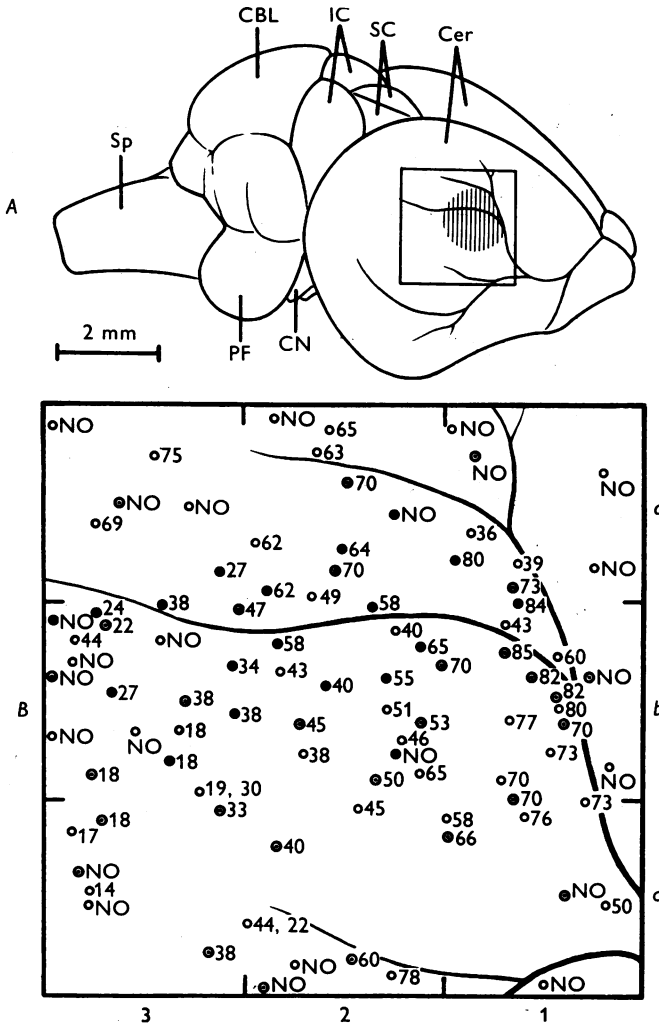 CBL IC SC Cer
Sp
A
2 mm
PF CN
NO NO 65 NO
75 63 NO
70 NO
NO NO NO
69 36
62 64 80 39
27 70 NO
62 49 73
24 38 47 58 84
NO 22 40 43
44 NO 58 65 85 60
NO 34 43 70
NO 40 55 82 NO
27 38 82
B 38 51 80 b
18 45 53 77 70
NO NO 46
18 38 NO 73
18 50 65 70 NO
19, 30 70 73
18 33 45 58 76
17 66
40
NO
14 NO
NO 50
44, 22
38 60
NO 78
NO NO
3 2 1